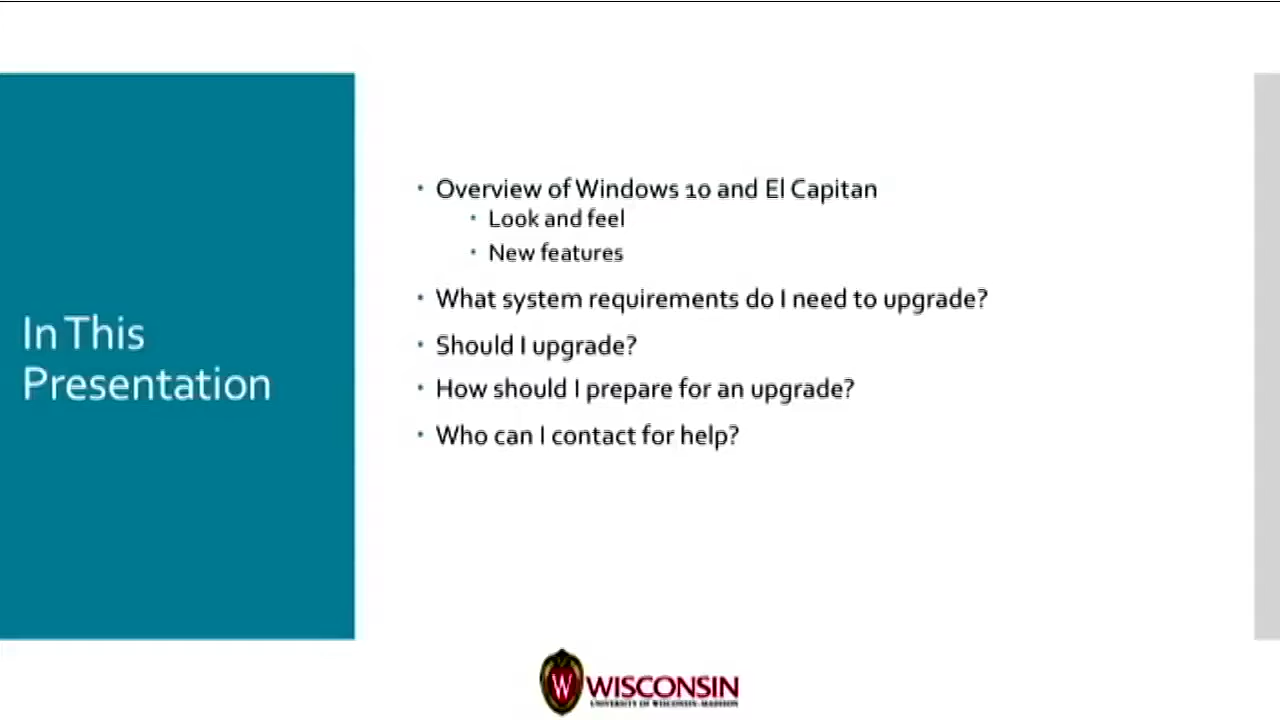 In This
Presentation
• Overview of Windows 10 and El Capitan
• Look and feel
• New features
• What system requirements do I need to upgrade?
• Should I upgrade?
• How should I prepare for an upgrade?
• Who can I contact for help?
W
WISCONSIN
UNIVERSITY OF WISCONSIN-MADISON